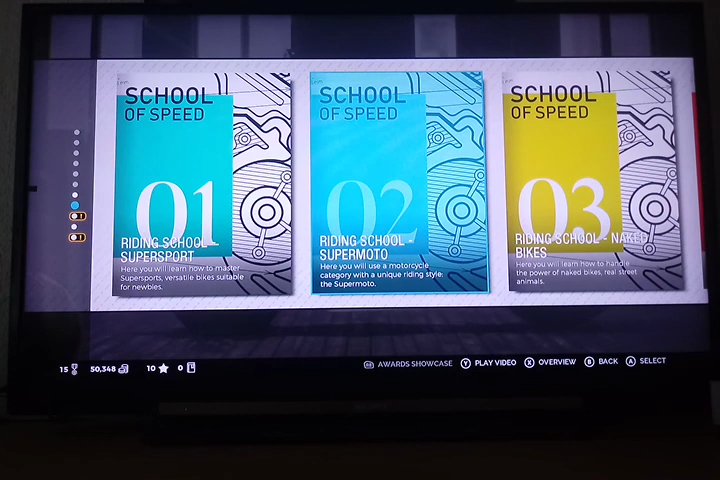 SCHOOL
OF SPEED
01
RIDING SCHOOL -
SUPERSPORT
Here you will learn how to master
Supersports, versatile bikes suitable
for newbies.
SCHOOL
OF SPEED
02
RIDING SCHOOL -
SUPERMOTO
Here you will use a motorcycle
category with a unique riding style:
the Supermoto.
SCHOOL
OF SPEED
03
RIDING SCHOOL - NAKED
BIKES
Here you will learn how to handle
the power of naked bikes, real street
animals.
!
!
15
50,348
10
0
AWARDS SHOWCASE
Y PLAY VIDEO
X OVERVIEW
B BACK
A SELECT